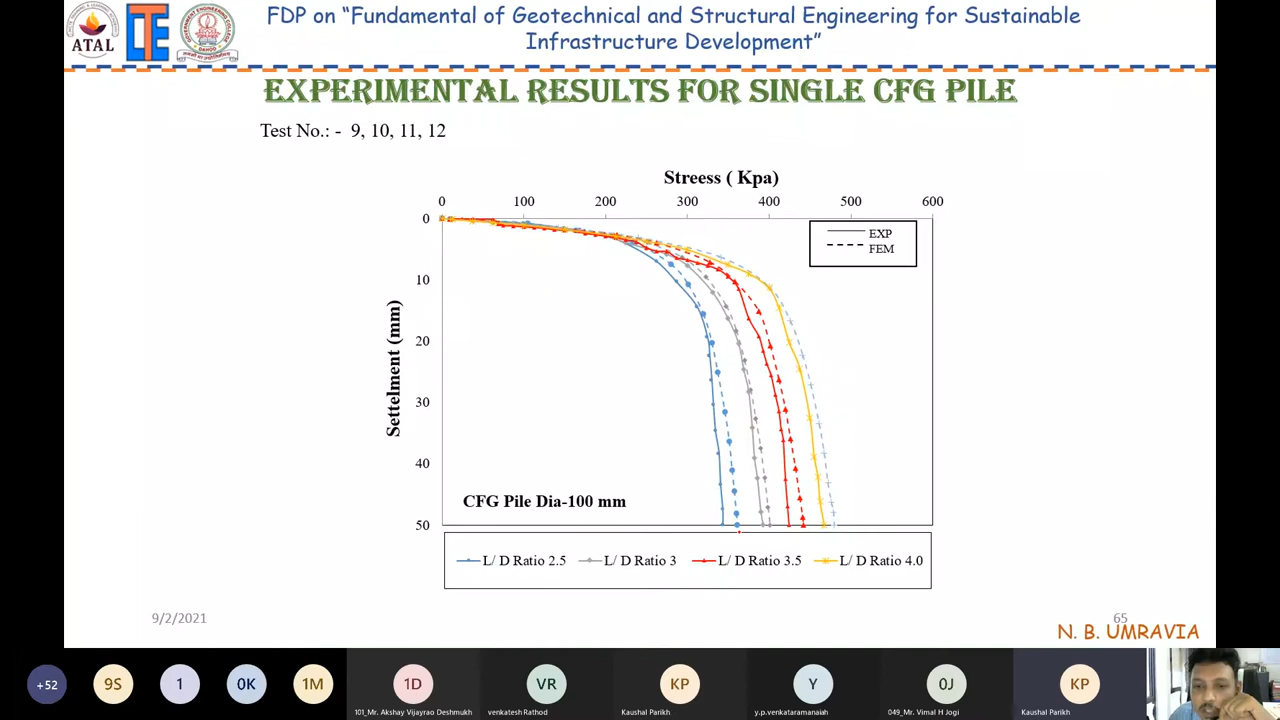 FDP on “Fundamental of Geotechnical and Structural Engineering for Sustainable
Infrastructure Development”
ATAL
EXPERIMENTAL RESULTS FOR SINGLE CFG PILE
Test No.: - 9, 10, 11, 12
Streess ( Kpa)
0 100 200 300 400 500 600
0
10
20
30
40
50
Settelment (mm)
EXP
FEM
CFG Pile Dia-100 mm
L/ D Ratio 2.5 L/ D Ratio 3 L/ D Ratio 3.5 L/ D Ratio 4.0
9/2/2021
65
N. B. UMRAVIA
+52 9S 1 0K 1M 1D VR KP Y 0J KP
101_Mr. Akshay Vijayrao Deshmukh venkatesh Rathod Kaushal Parikh y.p.venkataramanaiah 049_Mr. Vimal H Jogi Kaushal Parikh